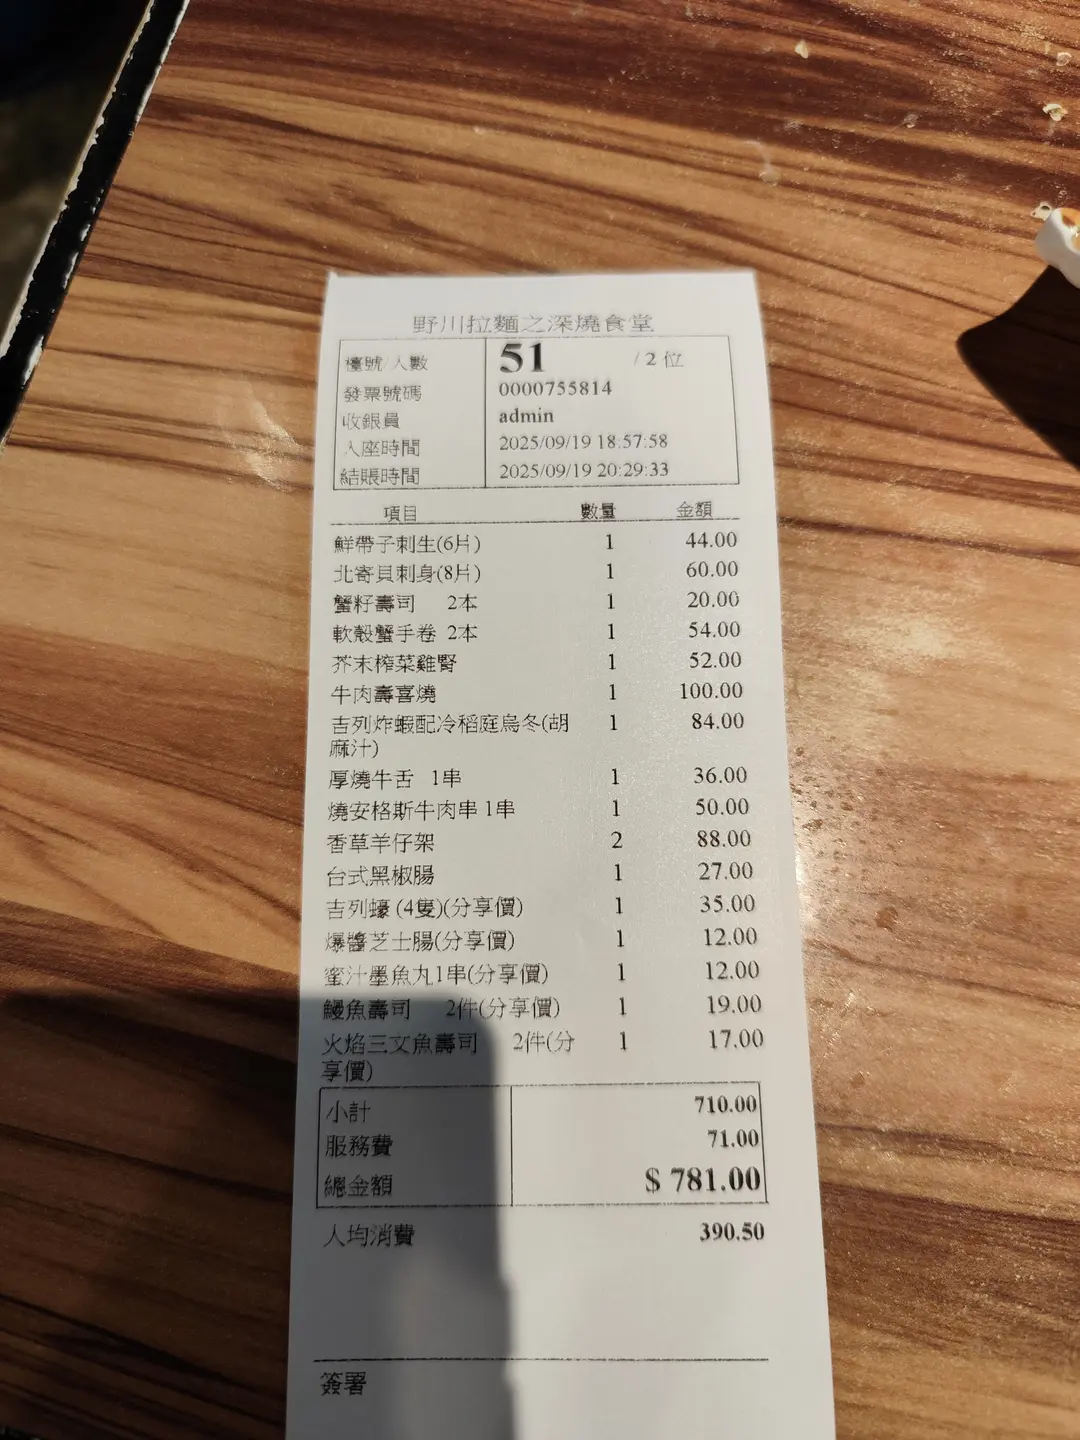 野川拉麵之深燒食堂
檯號/人數 51 /2 位
發票號碼 0000755814
收銀員 admin
入座時間 2025/09/19 18:57:58
結賬時間 2025/09/19 20:29:33
項目 數量 金額
鮮帶子刺生(6片) 1 44.00
北寄貝刺身(8片) 1 60.00
蟹籽壽司 2本 1 20.00
軟殼蟹手卷 2本 1 54.00
芥末榨菜雞腎 1 52.00
牛肉壽喜燒 1 100.00
吉列炸蝦配冷稻庭烏冬(胡 1 84.00
麻汁)
厚燒牛舌 1串 1 36.00
燒安格斯牛肉串 1串 1 50.00
香草羊仔架 2 88.00
台式黑椒腸 1 27.00
吉列蠔 (4隻)(分享價) 1 35.00
爆醬芝士腸(分享價) 1 12.00
蜜汁墨魚丸1串(分享價) 1 12.00
鰻魚壽司 2件(分享價) 1 19.00
火焰三文魚壽司 2件(分 1 17.00
享價)
小計 710.00
服務費 71.00
總金額 $ 781.00
人均消費 390.50
簽署